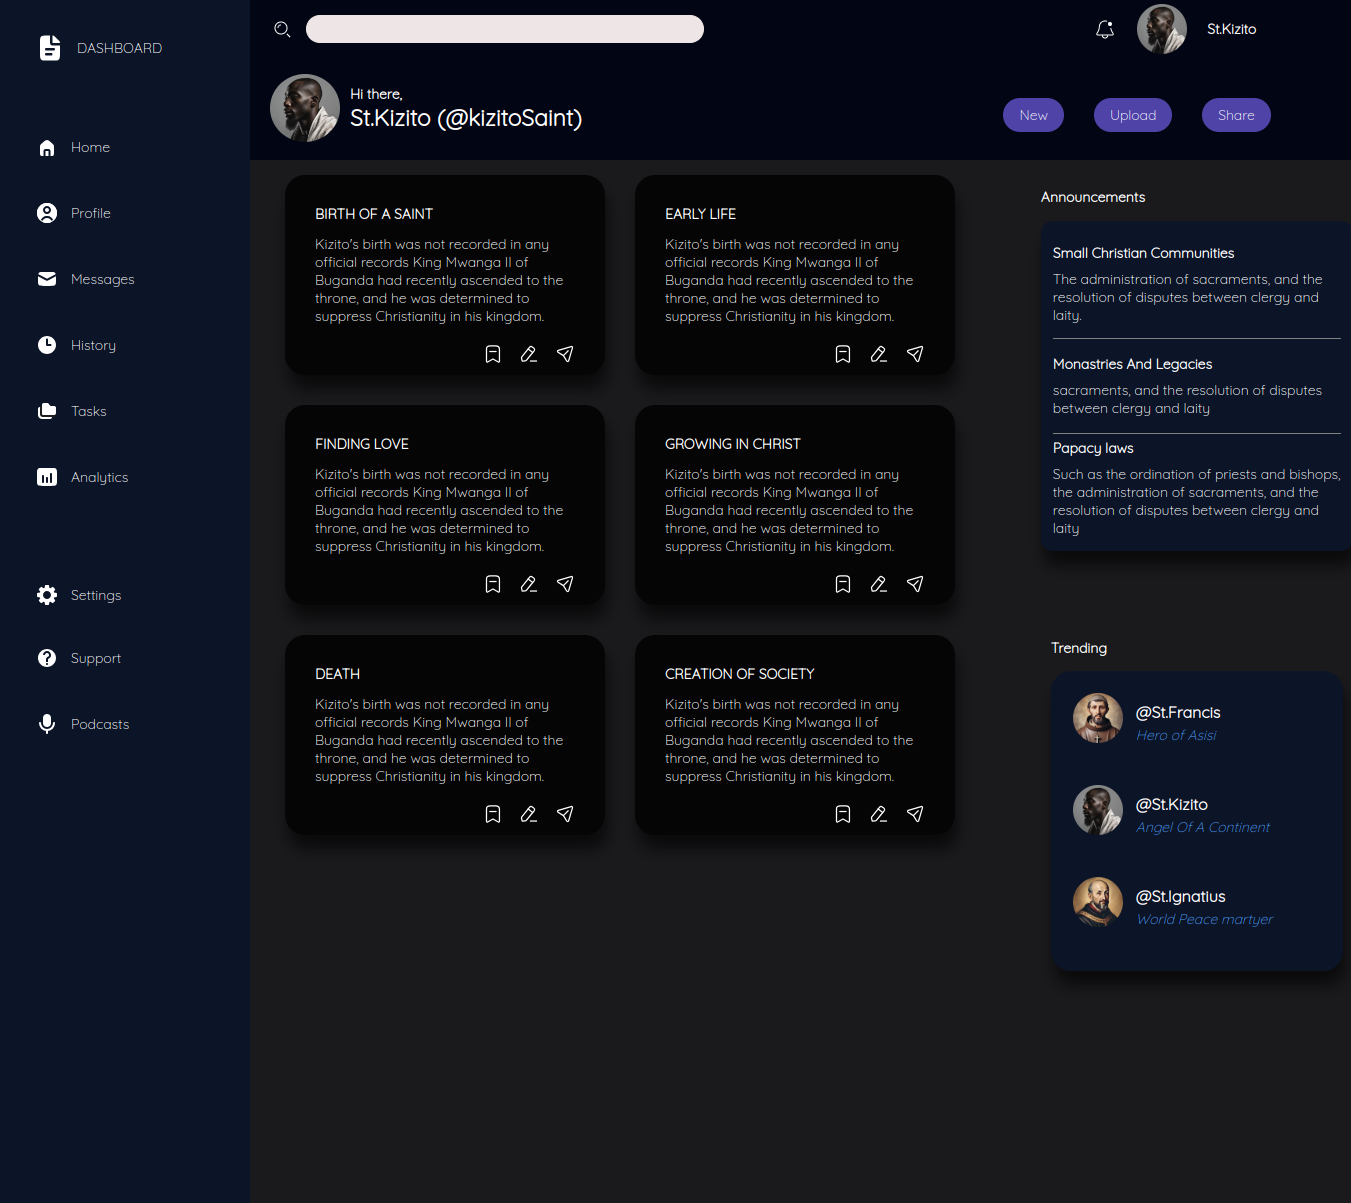 DASHBOARD
Home
Profile
Messages
History
Tasks
Analytics
Settings
Support
Podcasts
St.Kizito
Hi there,
St.Kizito (@kizitoSaint)
New
Upload
Share
BIRTH OF A SAINT
Kizito's birth was not recorded in any
official records King Mwanga II of
Buganda had recently ascended to the
throne, and he was determined to
suppress Christianity in his kingdom.
EARLY LIFE
Kizito's birth was not recorded in any
official records King Mwanga II of
Buganda had recently ascended to the
throne, and he was determined to
suppress Christianity in his kingdom.
FINDING LOVE
Kizito's birth was not recorded in any
official records King Mwanga II of
Buganda had recently ascended to the
throne, and he was determined to
suppress Christianity in his kingdom.
GROWING IN CHRIST
Kizito's birth was not recorded in any
official records King Mwanga II of
Buganda had recently ascended to the
throne, and he was determined to
suppress Christianity in his kingdom.
DEATH
Kizito's birth was not recorded in any
official records King Mwanga II of
Buganda had recently ascended to the
throne, and he was determined to
suppress Christianity in his kingdom.
CREATION OF SOCIETY
Kizito's birth was not recorded in any
official records King Mwanga II of
Buganda had recently ascended to the
throne, and he was determined to
suppress Christianity in his kingdom.
Announcements
Small Christian Communities
The administration of sacraments, and the
resolution of disputes between clergy and
laity.
Monastries And Legacies
sacraments, and the resolution of disputes
between clergy and laity
Papacy laws
Such as the ordination of priests and bishops,
the administration of sacraments, and the
resolution of disputes between clergy and
laity
Trending
@St.Francis
Hero of Asisi
@St.Kizito
Angel Of A Continent
@St.Ignatius
World Peace martyer